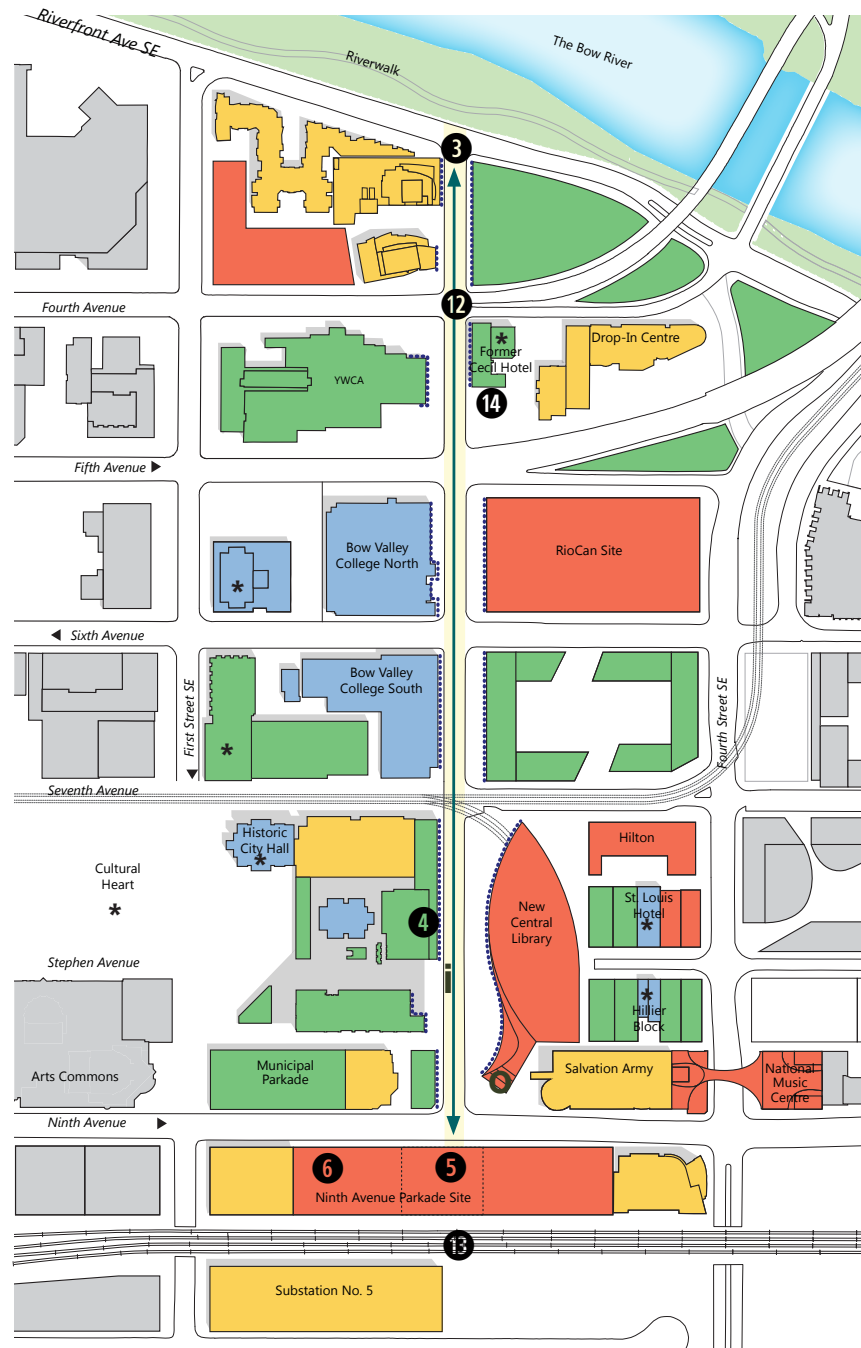 Riverfront Ave SE
The Bow River
Riverwalk
3
Fourth Avenue
12
Drop-In Centre
*
Former
Cecil Hotel
YWCA
14
Fifth Avenue ►
Bow Valley
College North
RioCan Site
*
◄ Sixth Avenue
Bow Valley
College South
First Street SE
▼
Fourth Street SE
*
Seventh Avenue
Historic
City Hall
*
Hilton
Cultural
Heart
*
St. Louis
Hotel
*
New
Central
Library
4
Stephen Avenue
i
*
Hillier
Block
Municipal
Parkade
Salvation Army
Arts Commons
National
Music
Centre
Ninth Avenue ►
6
5
Ninth Avenue Parkade Site
13
Substation No. 5